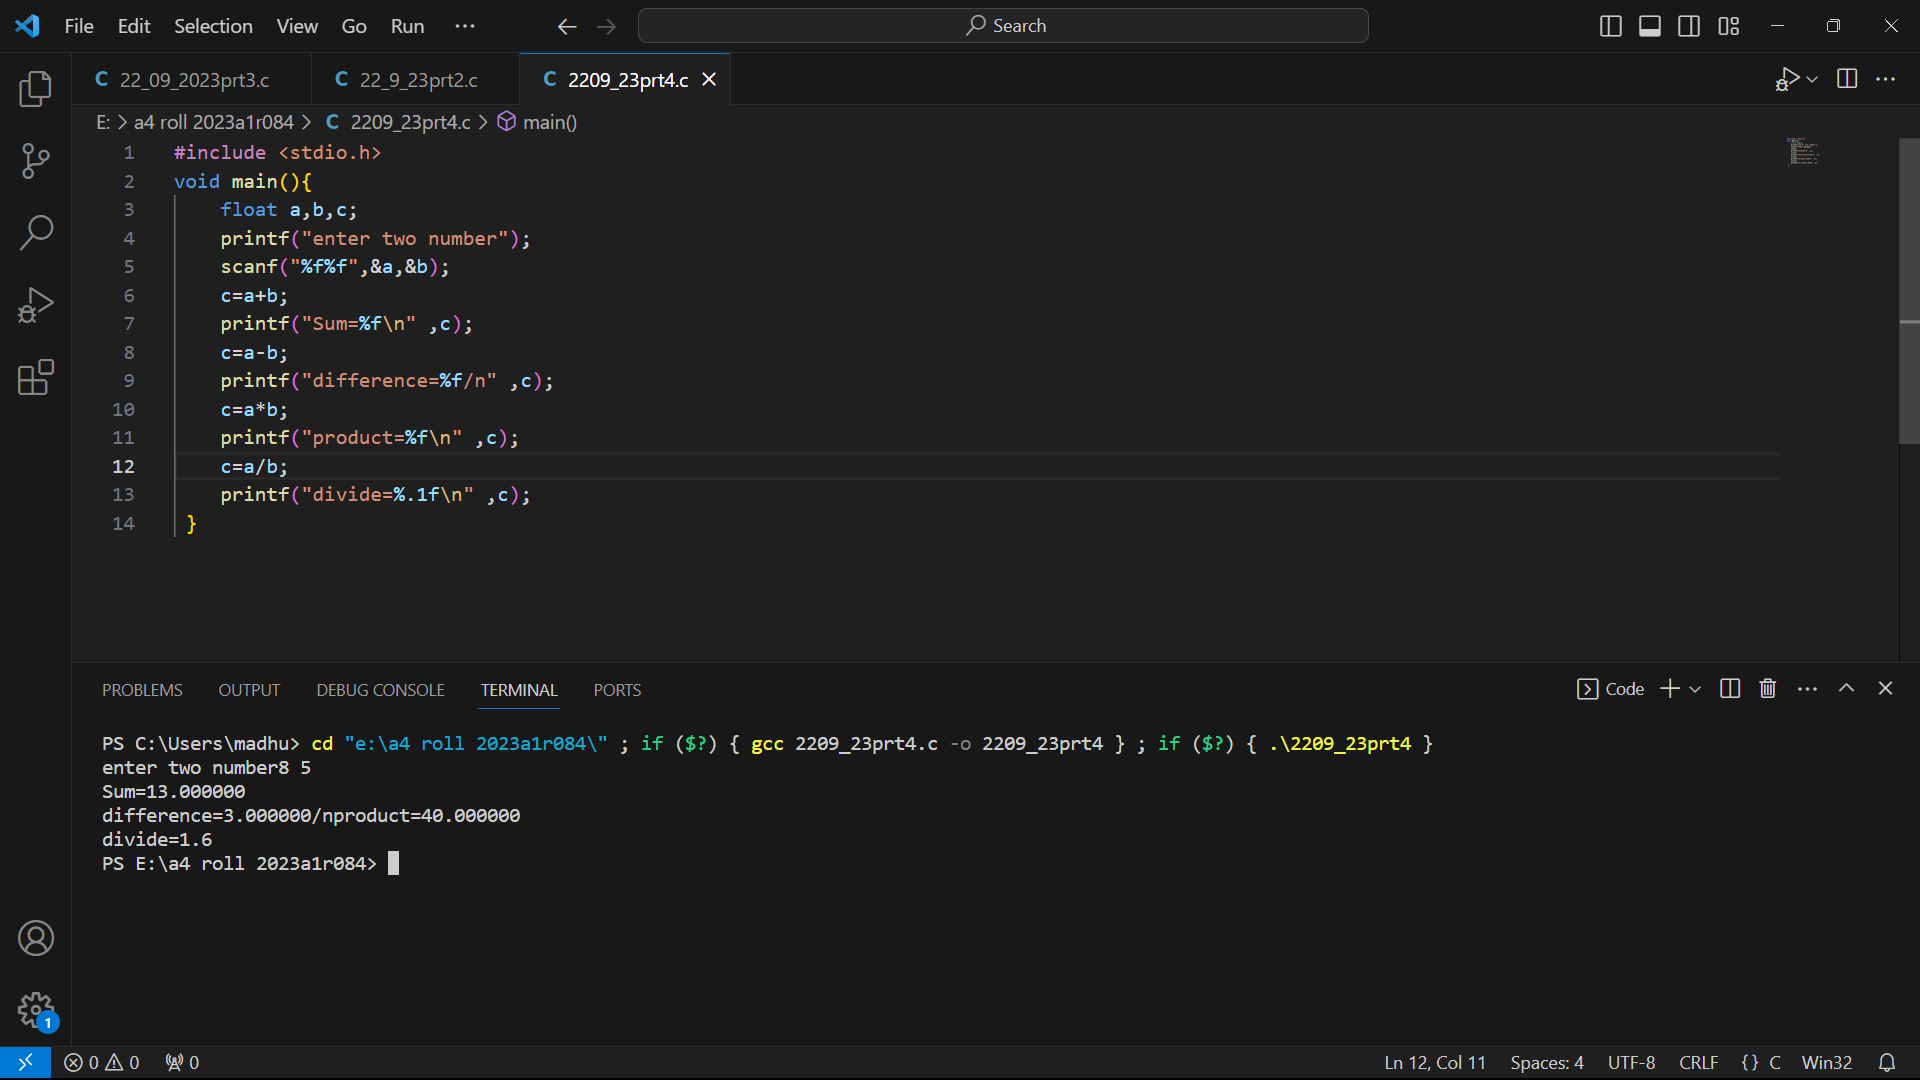 File Edit Selection View Go Run ··· Search
22_09_2023prt3.c 22_9_23prt2.c 2209_23prt4.c
E: > a4 roll 2023a1r084 > C 2209_23prt4.c > main()
1 #include <stdio.h>
2 void main(){
3 float a,b,c;
4 printf("enter two number");
5 scanf("%f%f",&a,&b);
6 c=a+b;
7 printf("Sum=%f\n" ,c);
8 c=a-b;
9 printf("difference=%f/n" ,c);
10 c=a*b;
11 printf("product=%f\n" ,c);
12 c=a/b;
13 printf("divide=%.1f\n" ,c);
14 }
PROBLEMS OUTPUT DEBUG CONSOLE TERMINAL PORTS Code
PS C:\Users\madhu> cd "e:\a4 roll 2023a1r084\" ; if ($?) { gcc 2209_23prt4.c -o 2209_23prt4 } ; if ($?) { .\2209_23prt4 }
enter two number8 5
Sum=13.000000
difference=3.000000/nproduct=40.000000
divide=1.6
PS E:\a4 roll 2023a1r084>
1
0 0 0 Ln 12, Col 11 Spaces: 4 UTF-8 CRLF {} C Win32